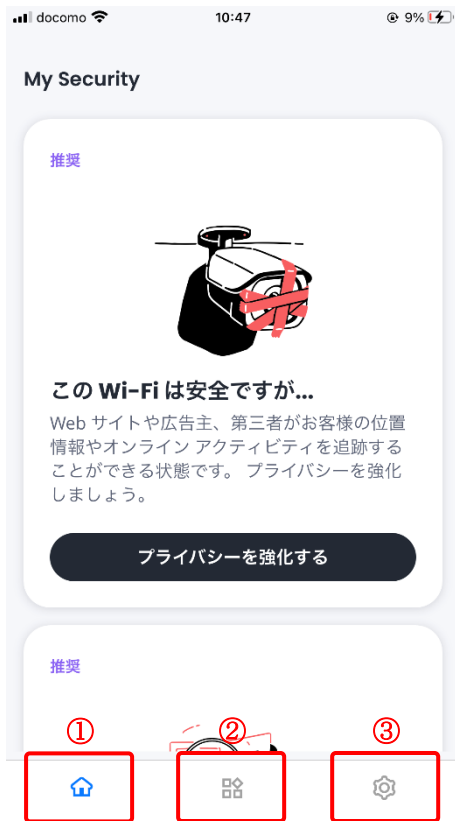 docomo 10:47 9%
My Security
推奨
この Wi-Fi は安全ですが...
Web サイトや広告主、第三者がお客様の位置
情報やオンライン アクティビティを追跡する
ことができる状態です。 プライバシーを強化
しましょう。
プライバシーを強化する
推奨
① ② ③